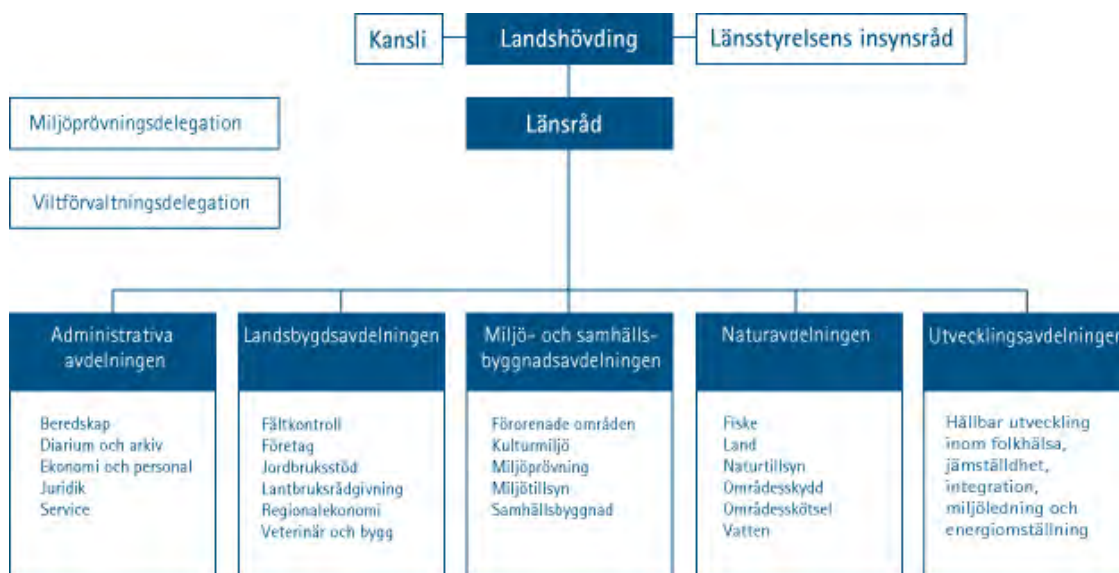 Kansli
Landshövding
Länsstyrelsens insynsråd
Miljöprövningsdelegation
Länsråd
Viltförvaltningsdelegation
Administrativa
avdelningen
Beredskap
Diarium och arkiv
Ekonomi och personal
Juridik
Service
Landsbygdsavdelningen
Fältkontroll
Företag
Jordbruksstöd
Lantbruksrådgivning
Regionalekonomi
Veterinär och bygg
Miljö- och samhälls-
byggnadsavdelningen
Förorenade områden
Kulturmiljö
Miljöprövning
Miljötillsyn
Samhällsbyggnad
Naturavdelningen
Fiske
Land
Naturtillsyn
Områdesskydd
Områdesskötsel
Vatten
Utvecklingsavdelningen
Hållbar utveckling
inom folkhälsa,
jämställdhet,
integration,
miljöledning och
energiomställning